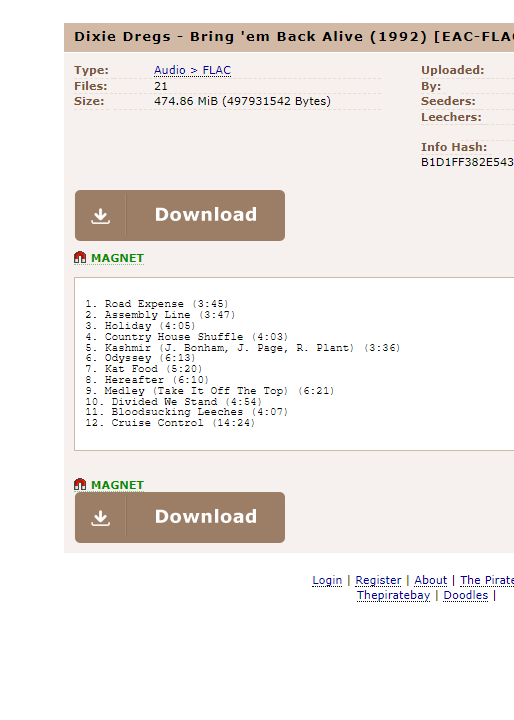 Dixie Dregs - Bring 'em Back Alive (1992) [EAC-FLAC
Type: Audio > FLAC Uploaded:
Files: 21 By:
Size: 474.86 MiB (497931542 Bytes) Seeders:
Leechers:
Info Hash:
B1D1FF382E543
Download
MAGNET
1. Road Expense (3:45)
2. Assembly Line (3:47)
3. Holiday (4:05)
4. Country House Shuffle (4:03)
5. Kashmir (J. Bonham, J. Page, R. Plant) (3:36)
6. Odyssey (6:13)
7. Kat Food (5:20)
8. Hereafter (6:10)
9. Medley (Take It Off The Top) (6:21)
10. Divided We Stand (4:54)
11. Bloodsucking Leeches (4:07)
12. Cruise Control (14:24)
MAGNET
Download
Login | Register | About | The Pirate
Thepiratebay | Doodles |